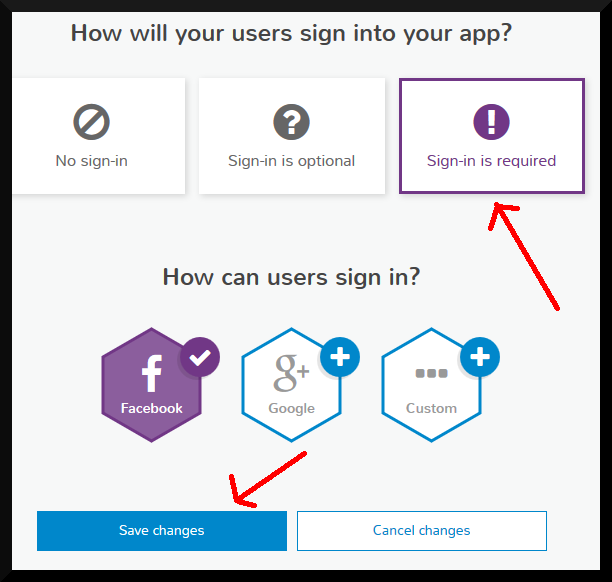 How will your users sign into your app?
No sign-in
Sign-in is optional
Sign-in is required
How can users sign in?
f
Facebook
g+
Google
Custom
Save changes
Cancel changes